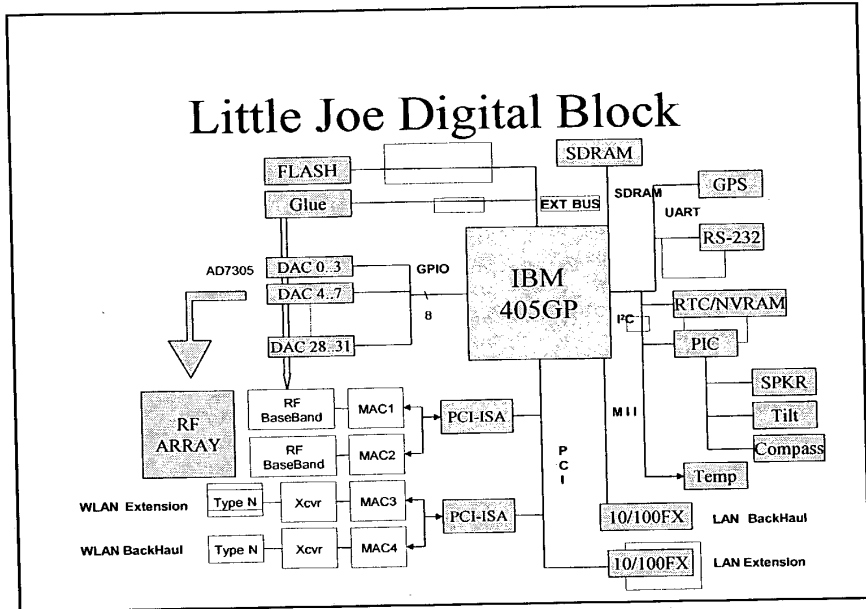 Little Joe Digital Block
FLASH
SDRAM
Glue
EXT BUS
SDRAM
GPS
UART
RS-232
AD7305
DAC 0..3
GPIO
IBM
405GP
DAC 4..7
8
RTC/NVRAM
I²C
DAC 28..31
PIC
RF
ARRAY
RF
BaseBand
MAC1
PCI-ISA
MII
SPKR
Tilt
RF
BaseBand
MAC2
P
C
I
Compass
Temp
WLAN Extension
Type N
Xcvr
MAC3
PCI-ISA
10/100FX
LAN BackHaul
WLAN BackHaul
Type N
Xcvr
MAC4
10/100FX
LAN Extension